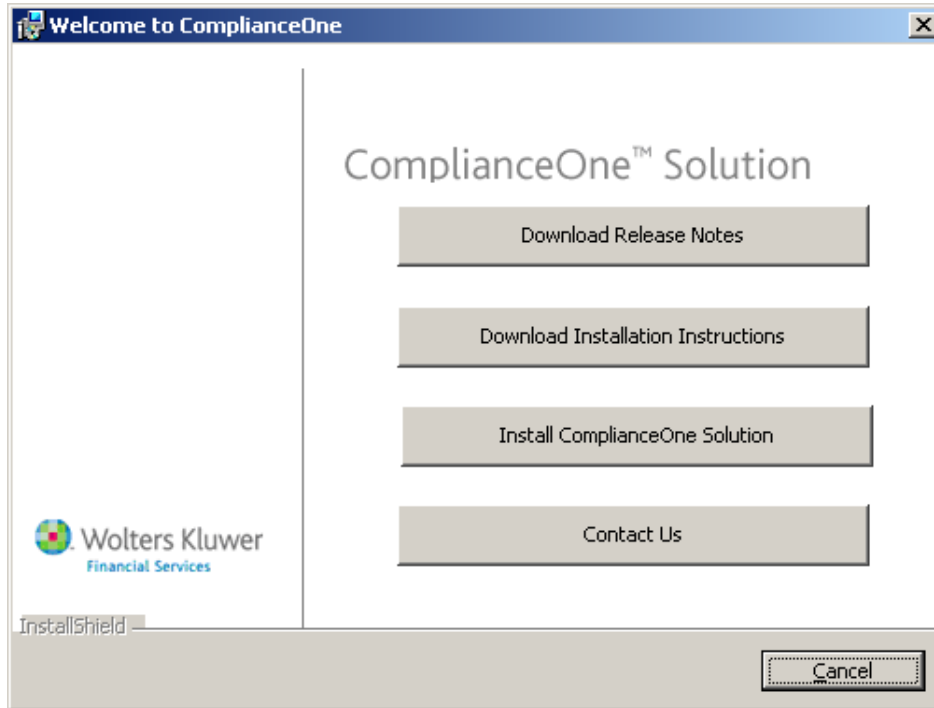 Welcome to ComplianceOne
ComplianceOne™ Solution
Download Release Notes
Download Installation Instructions
Install ComplianceOne Solution
Contact Us
Wolters Kluwer
Financial Services
InstallShield
Cancel